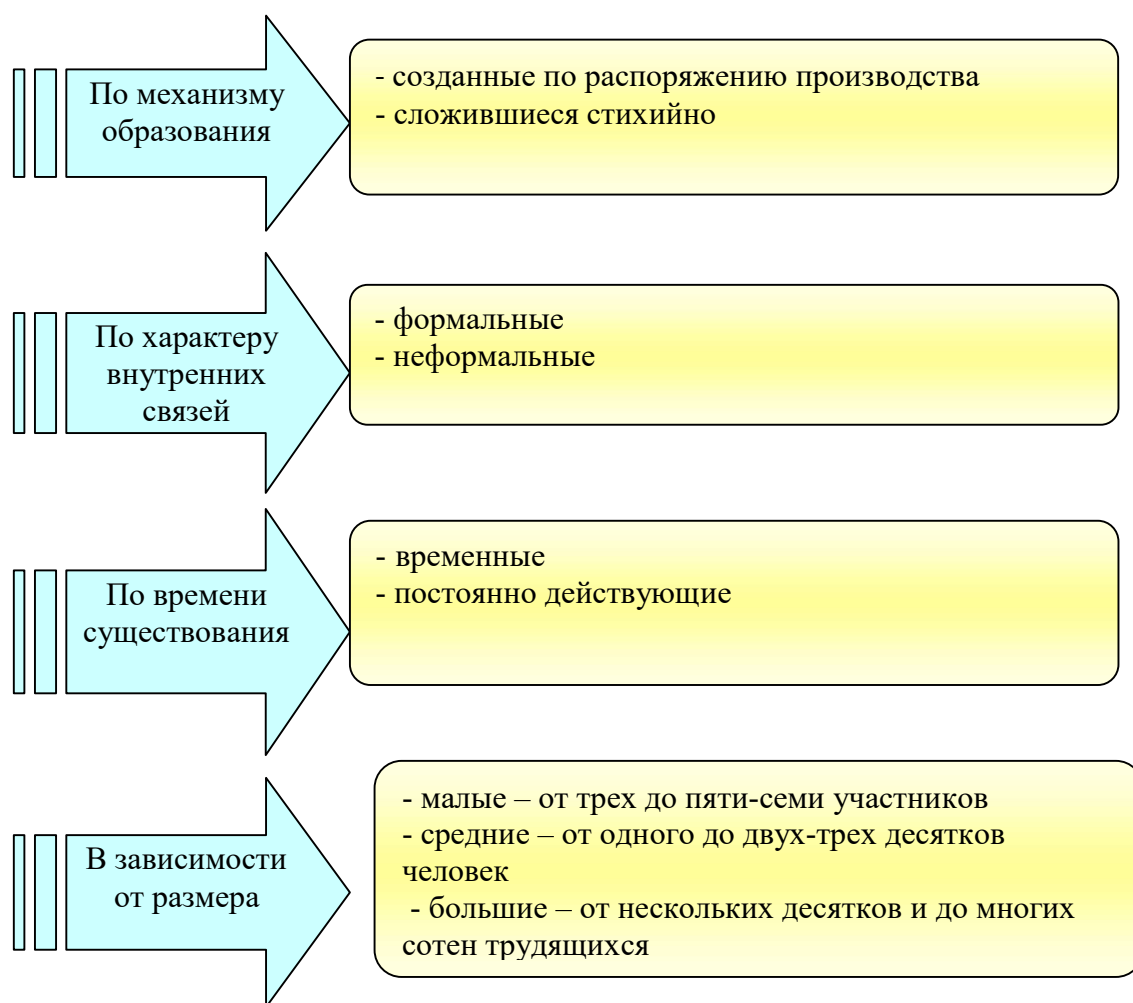 По механизму
образования
- созданные по распоряжению производства
- сложившиеся стихийно
По характеру
внутренних
связей
- формальные
- неформальные
По времени
существования
- временные
- постоянно действующие
В зависимости
от размера
- малые – от трех до пяти-семи участников
- средние – от одного до двух-трех десятков
человек
- большие – от нескольких десятков и до многих
сотен трудящихся